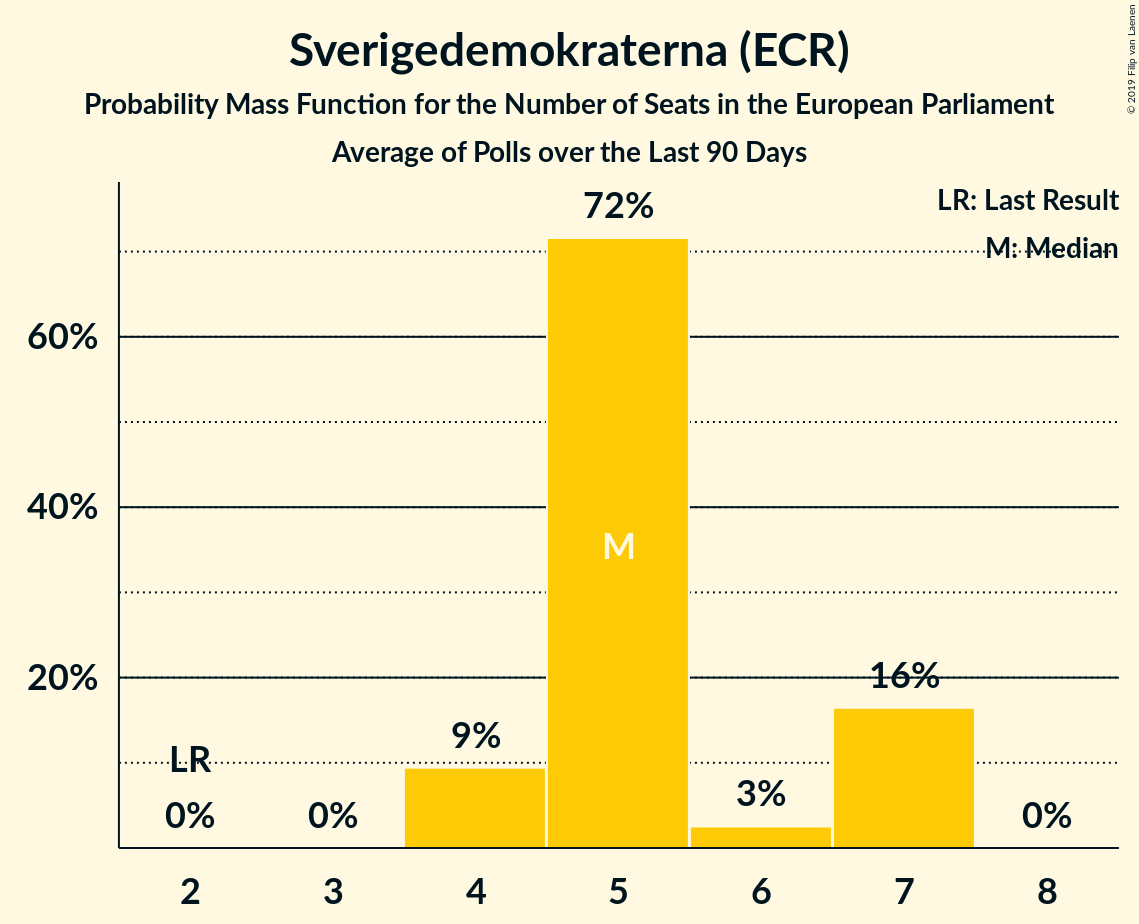 Sverigedemokraterna (ECR)
Probability Mass Function for the Number of Seats in the European Parliament
Average of Polls over the Last 90 Days
© 2019 Filip van Laenen
LR: Last Result
M: Median
72%
60%
40%
M
20%
16%
9%
LR
3%
0%
0%
0%
2
3
4
5
6
7
8